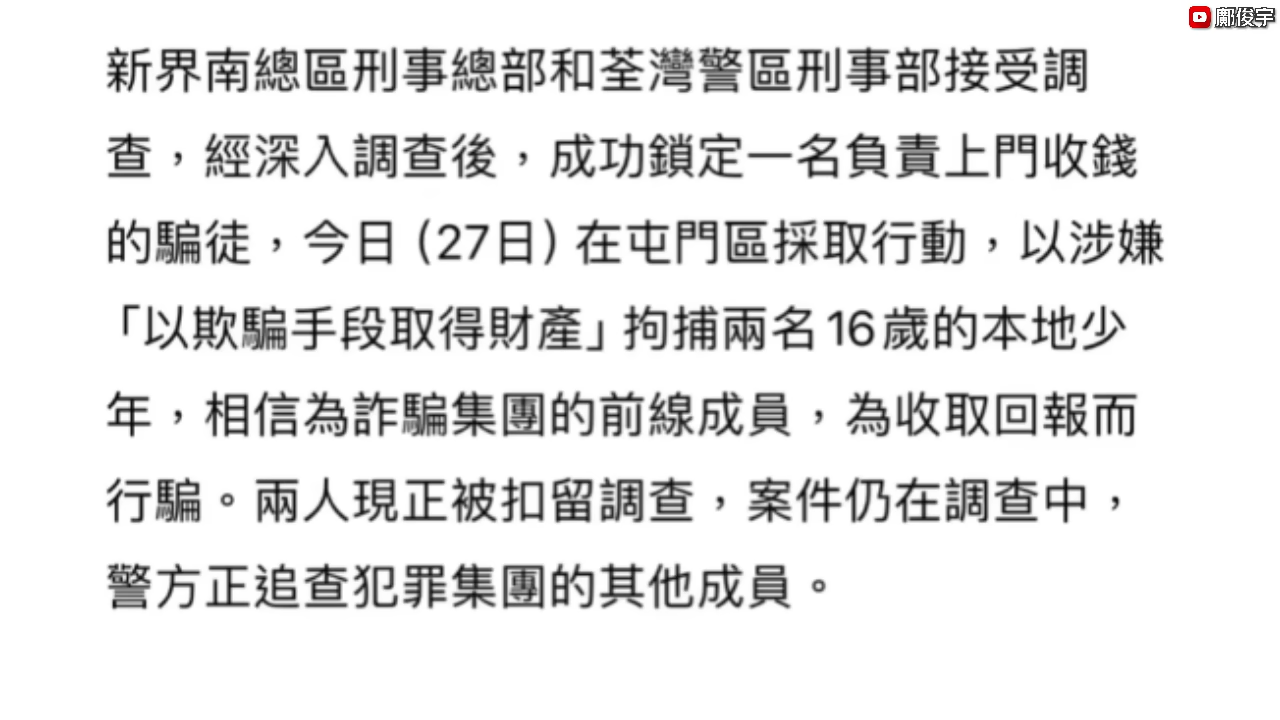 鄺俊宇
新界南總區刑事總部和荃灣警區刑事部接受調
查，經深入調查後，成功鎖定一名負責上門收錢
的騙徒，今日（27日）在屯門區採取行動，以涉嫌
「以欺騙手段取得財產」拘捕兩名16歲的本地少
年，相信為詐騙集團的前線成員，為收取回報而
行騙。兩人現正被扣留調查，案件仍在調查中，
警方正追查犯罪集團的其他成員。